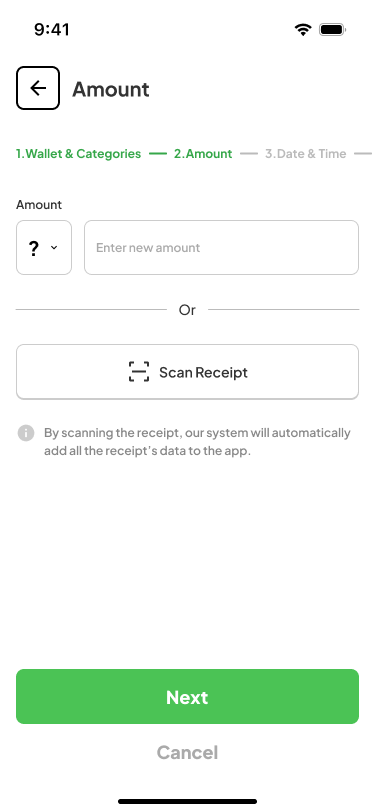 9:41
Amount
1.Wallet & Categories 2.Amount 3.Date & Time
Amount
? Enter new amount
Or
Scan Receipt
By scanning the receipt, our system will automatically
add all the receipt's data to the app.
Next
Cancel